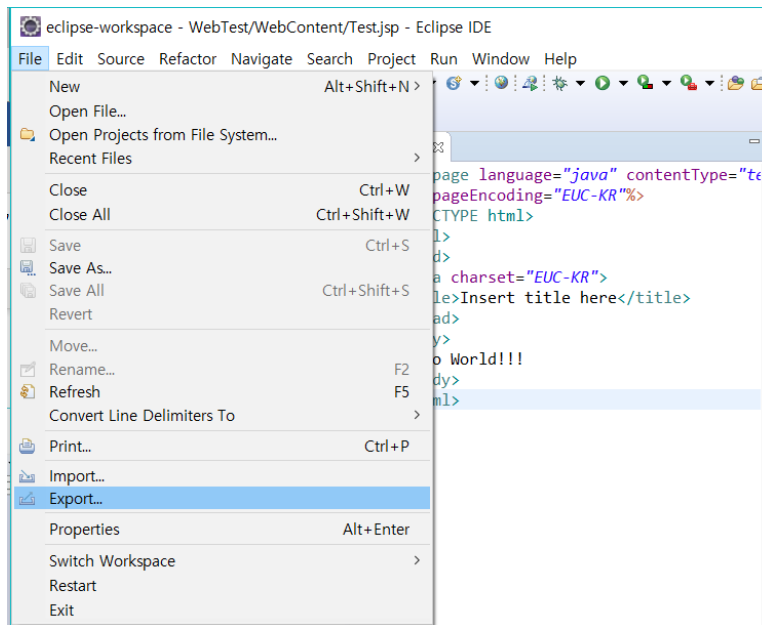 eclipse-workspace - WebTest/WebContent/Test.jsp - Eclipse IDE
File Edit Source Refactor Navigate Search Project Run Window Help
New Alt+Shift+N >
Open File...
Open Projects from File System...
Recent Files >
Close Ctrl+W
Close All Ctrl+Shift+W
Save Ctrl+S
Save As...
Save All Ctrl+Shift+S
Revert
Move...
Rename... F2
Refresh F5
Convert Line Delimiters To >
Print... Ctrl+P
Import...
Export...
Properties Alt+Enter
Switch Workspace >
Restart
Exit
page language="java" contentType="te
pageEncoding="EUC-KR"%>
CTYPE html>
l>
d>
a charset="EUC-KR">
le>Insert title here</title>
ad>
y>
o World!!!
dy>
ml>